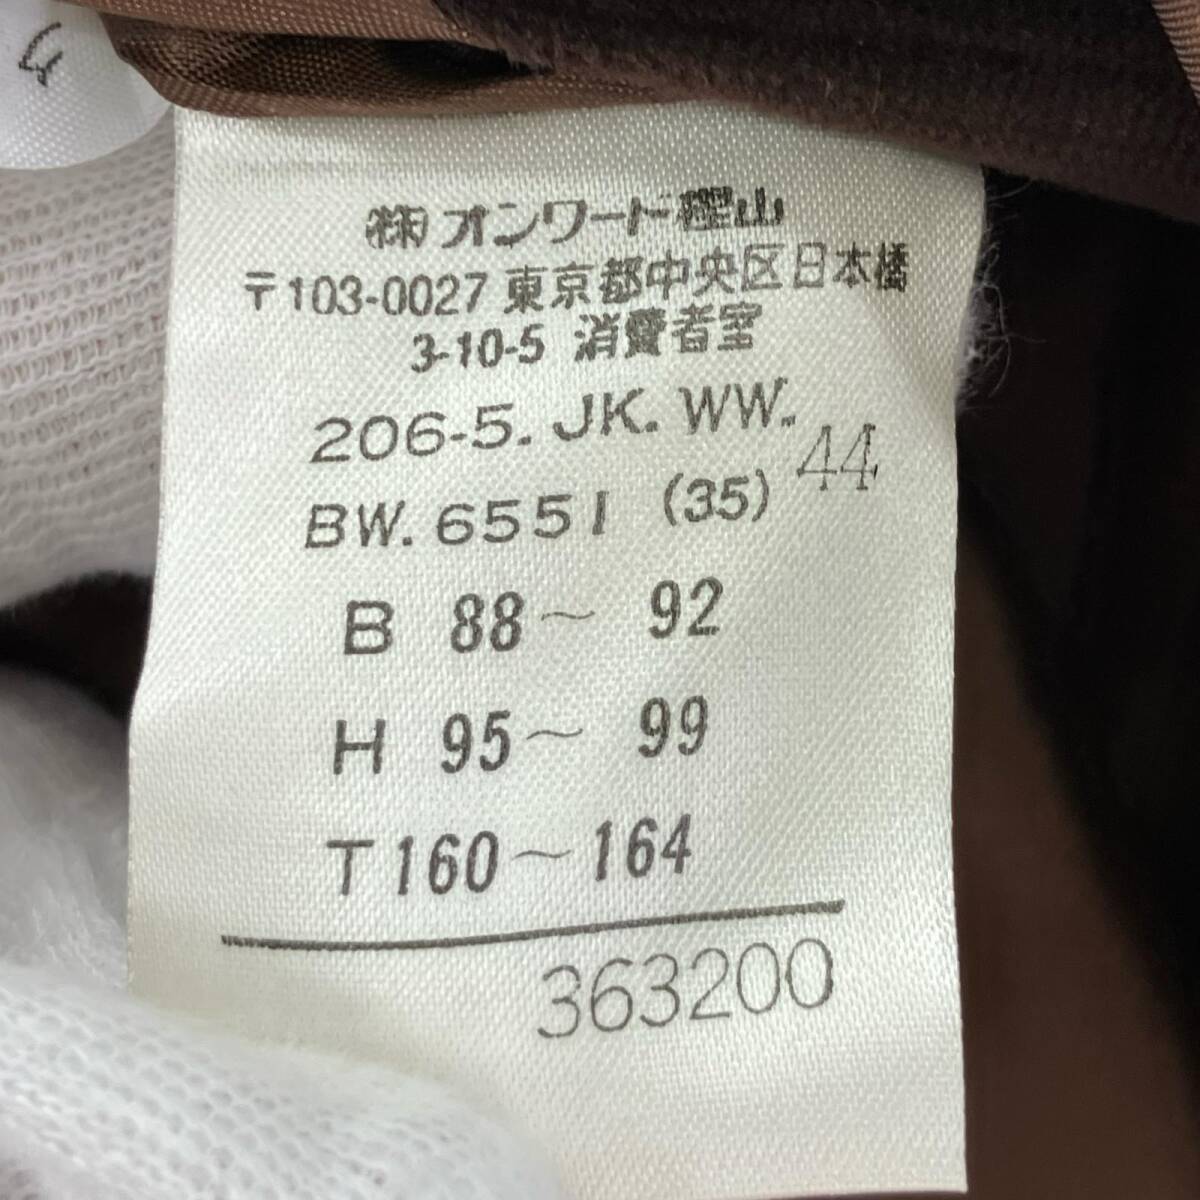 4
㈱オンワード樫山
〒103-0027 東京都中央区日本橋
3-10-5 消費者室
206-5. JK. WW.
BW. 6551 (35) 44
B 88～ 92
H 95～ 99
T 160～164
363200